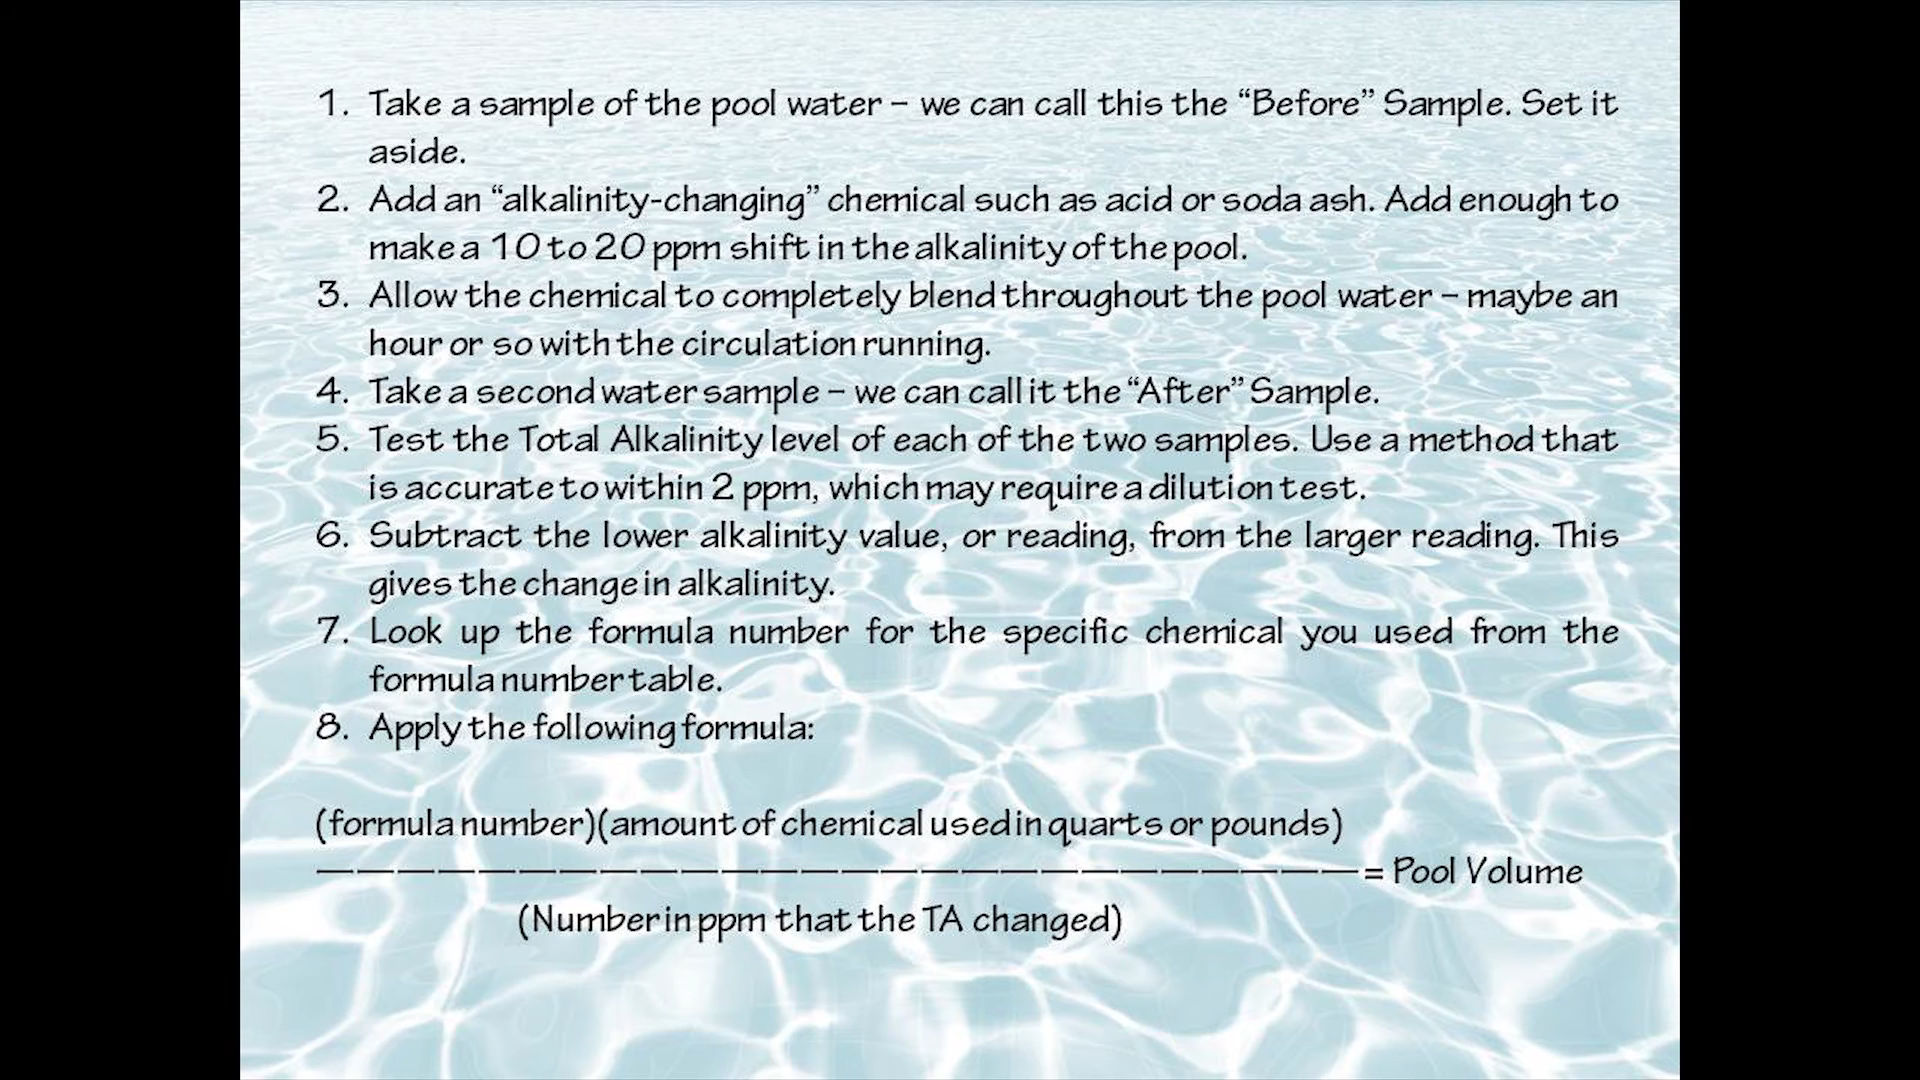 1. Take a sample of the pool water – we can call this the “Before” Sample. Set it
aside.
2. Add an “alkalinity-changing” chemical such as acid or soda ash. Add enough to
make a 10 to 20 ppm shift in the alkalinity of the pool.
3. Allow the chemical to completely blend throughout the pool water – maybe an
hour or so with the circulation running.
4. Take a second water sample – we can call it the “After” Sample.
5. Test the Total Alkalinity level of each of the two samples. Use a method that
is accurate to within 2 ppm, which may require a dilution test.
6. Subtract the lower alkalinity value, or reading, from the larger reading. This
gives the change in alkalinity.
7. Look up the formula number for the specific chemical you used from the
formula number table.
8. Apply the following formula:
(formula number)(amount of chemical used in quarts or pounds)
—————————————————————————— = Pool Volume
(Number in ppm that the TA changed)